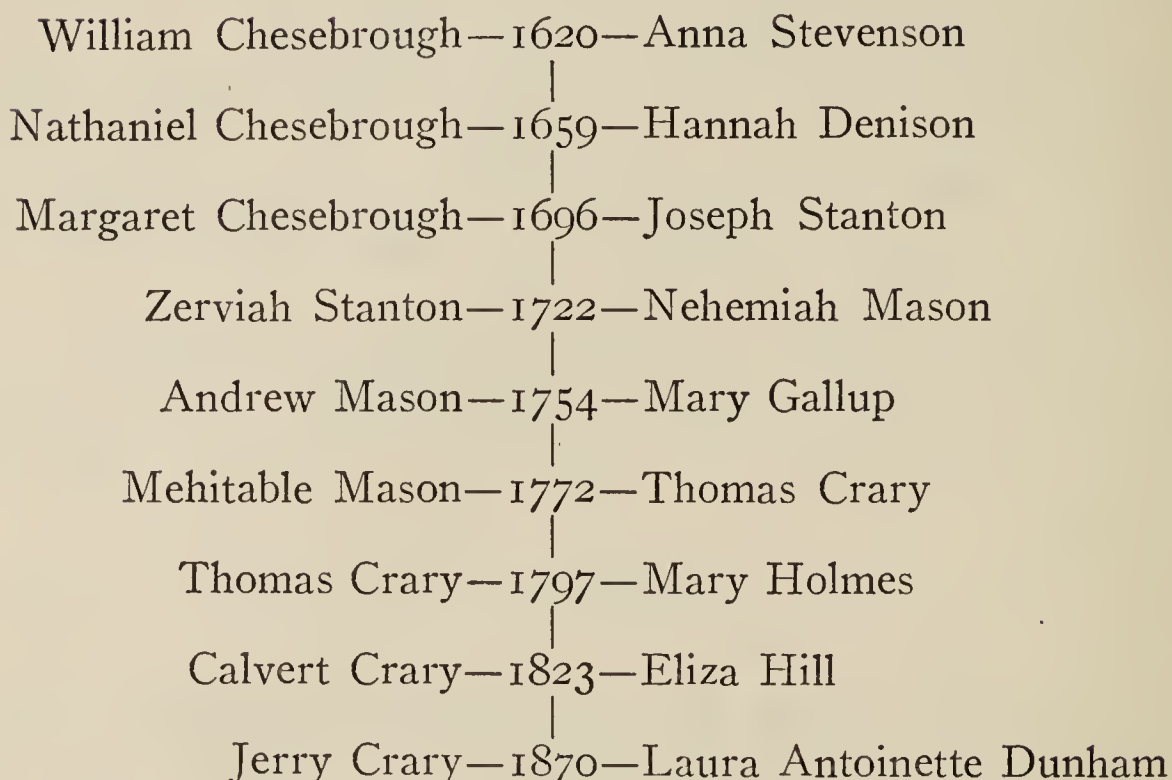 William Chesebrough—1620—Anna Stevenson
Nathaniel Chesebrough—1659—Hannah Denison
Margaret Chesebrough—1696—Joseph Stanton
Zerviah Stanton—1722—Nehemiah Mason
Andrew Mason—1754—Mary Gallup
Mehitable Mason—1772—Thomas Crary
Thomas Crary—1797—Mary Holmes
Calvert Crary—1823—Eliza Hill
Jerry Crary—1870—Laura Antoinette Dunham